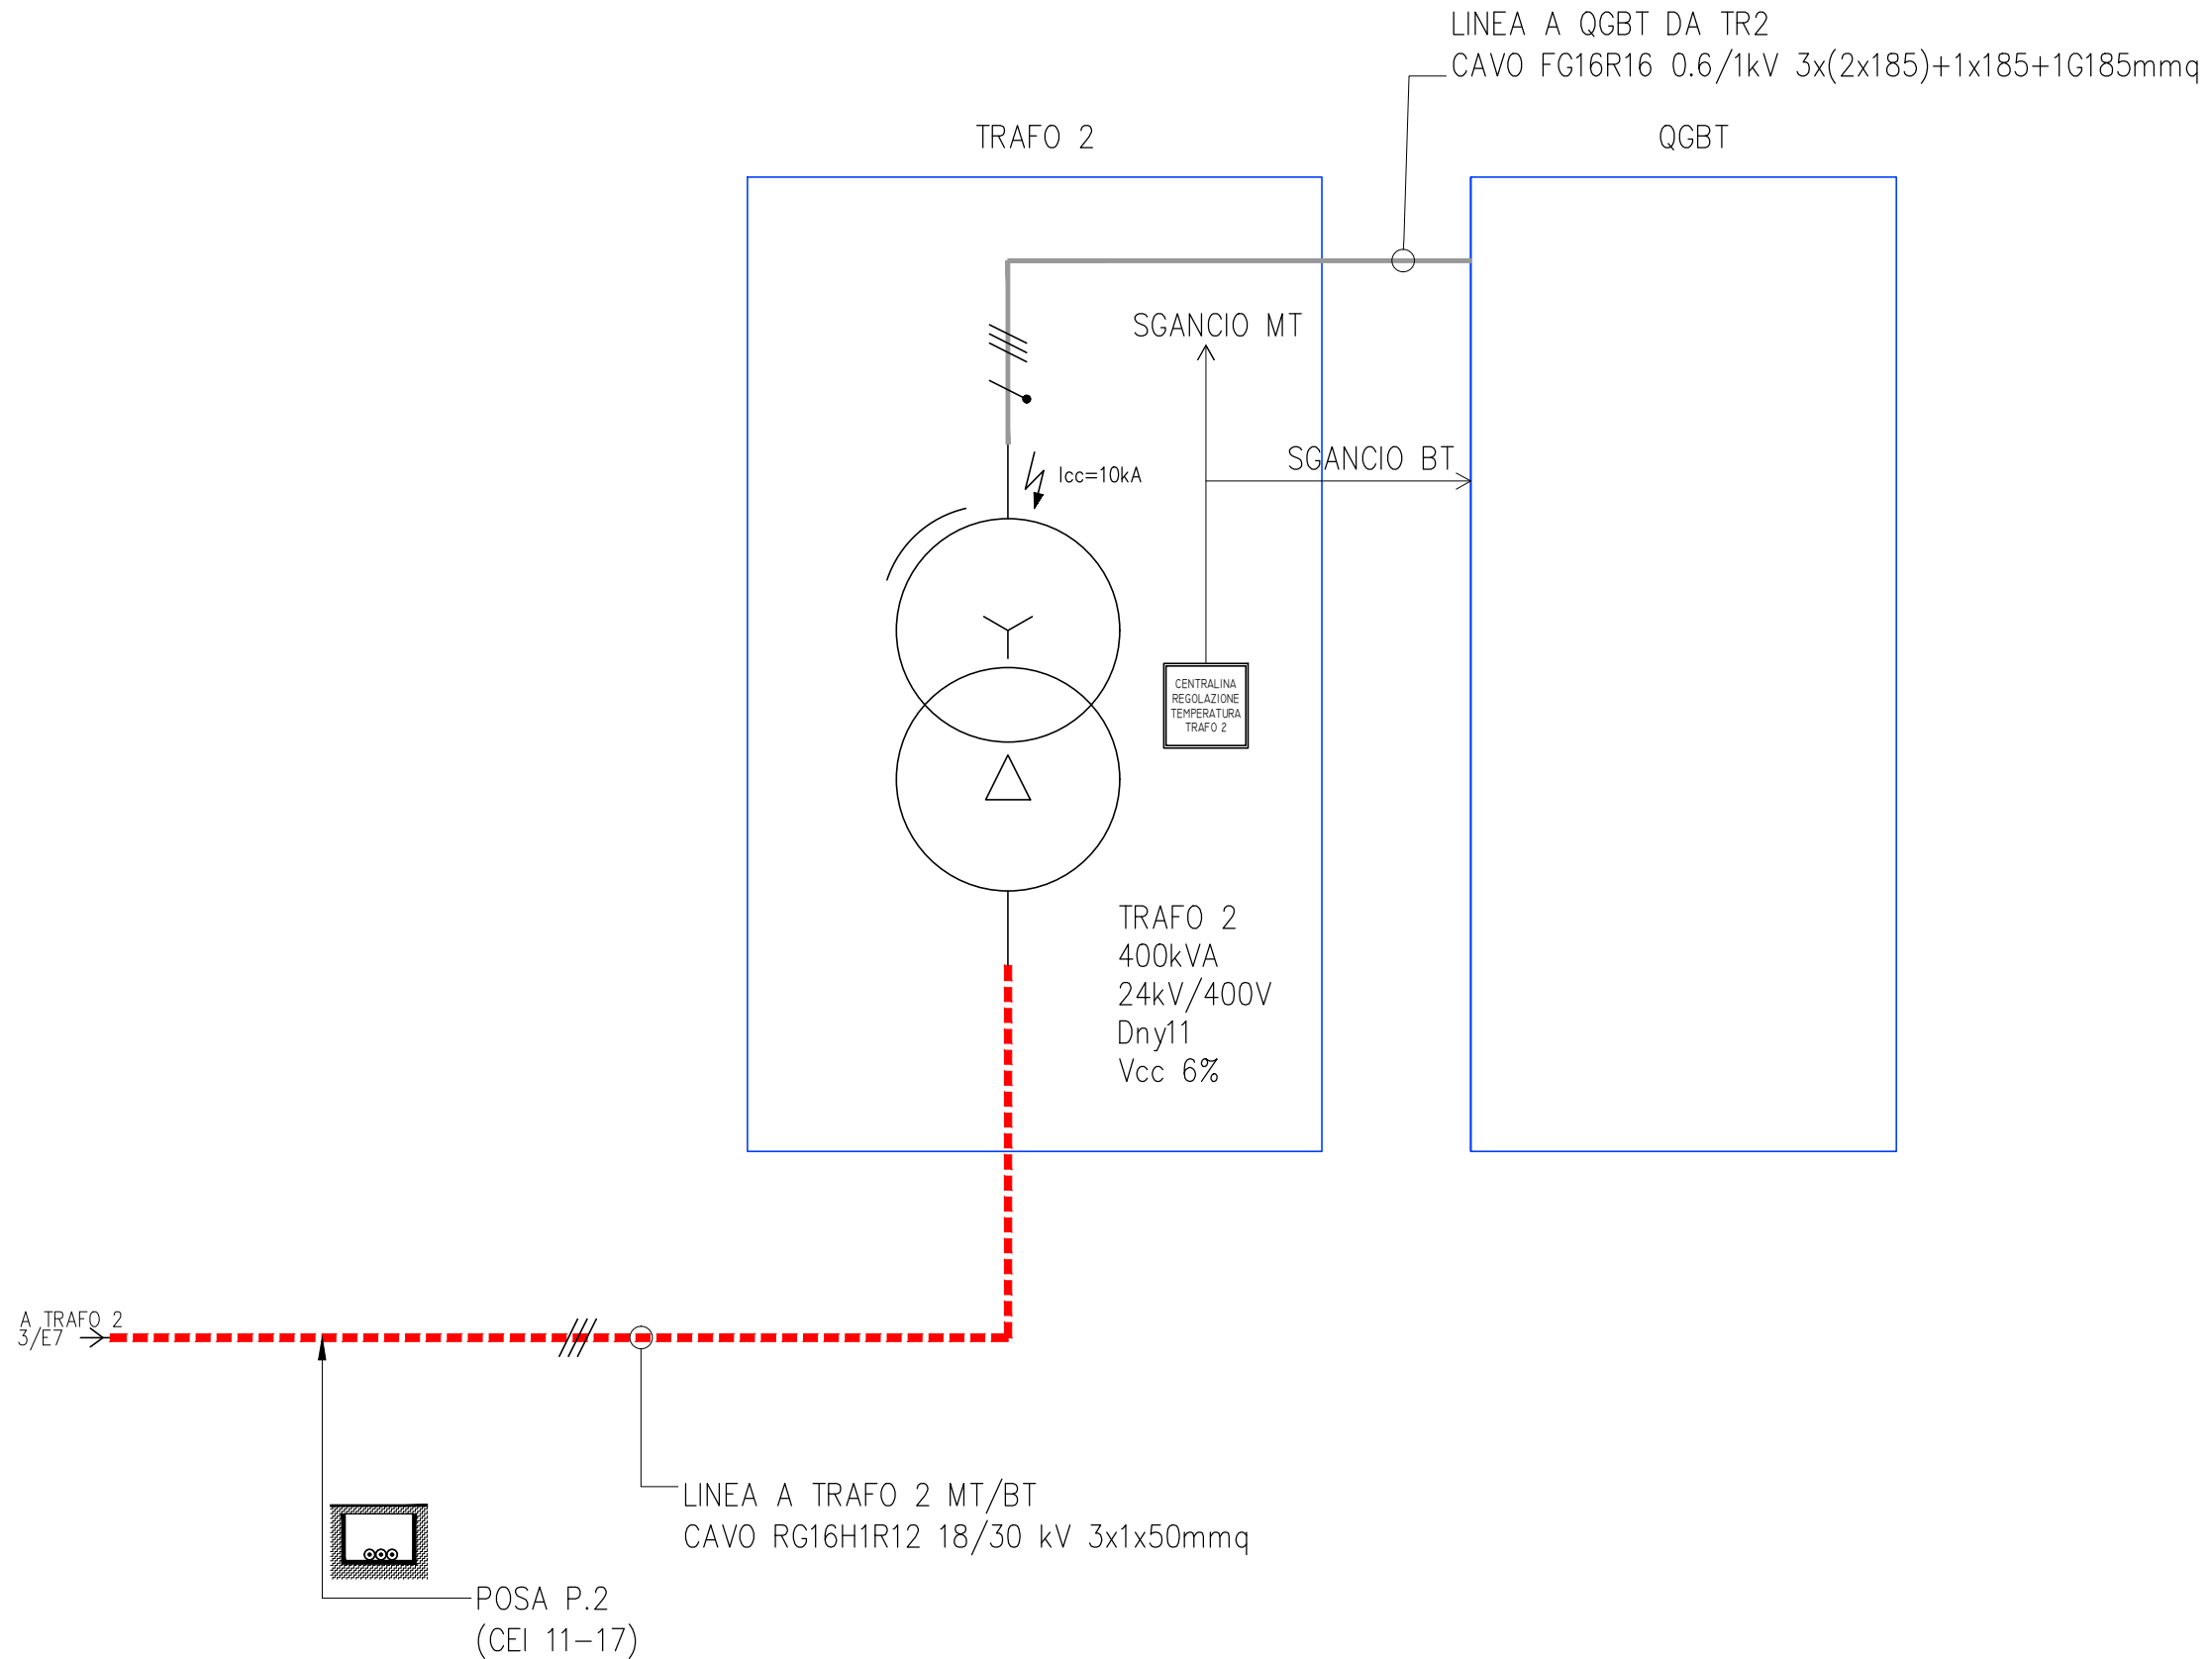 LINEA A QGBT DA TR2
CAVO FG16R16 0.6/1kV 3x(2x185)+1x185+1G185mmq
TRAFO 2
QGBT
SGANCIO MT
SGANCIO BT
Icc=10kA
CENTRALINA
REGOLAZIONE
TEMPERATURA
TRAFO 2
TRAFO 2
400kVA
24kV/400V
Dny11
Vcc 6%
A TRAFO 2
3/E7
LINEA A TRAFO 2 MT/BT
CAVO RG16H1R12 18/30 kV 3x1x50mmq
POSA P.2
(CEI 11-17)